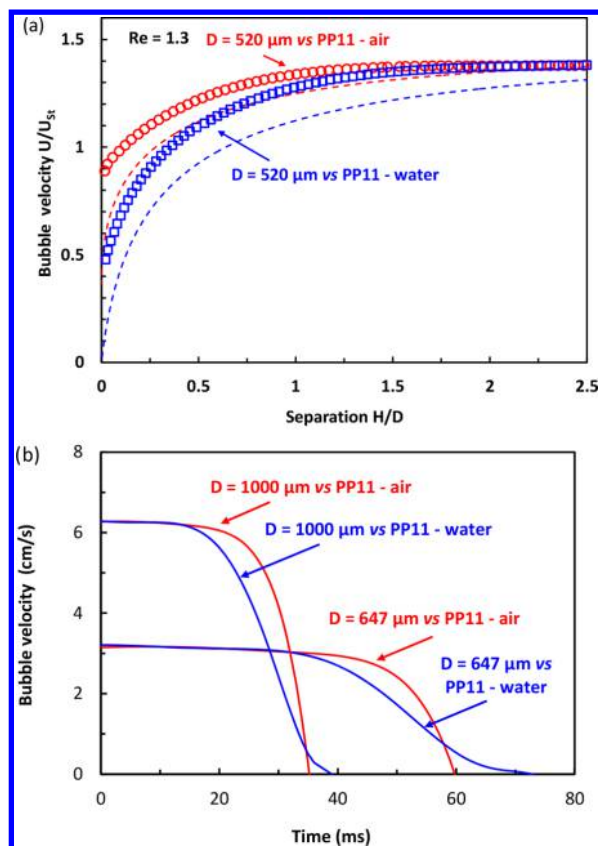 (a)
Re = 1.3
D = 520 µm vs PP11 - air
D = 520 µm vs PP11 - water
Bubble velocity U/U_St
1.5
1
0.5
0
0
0.5
1
1.5
2
2.5
Separation H/D
(b)
D = 1000 µm vs PP11 - air
D = 1000 µm vs PP11 - water
D = 647 µm vs PP11 - air
D = 647 µm vs
PP11 - water
Bubble velocity (cm/s)
8
6
4
2
0
0
20
40
60
80
Time (ms)